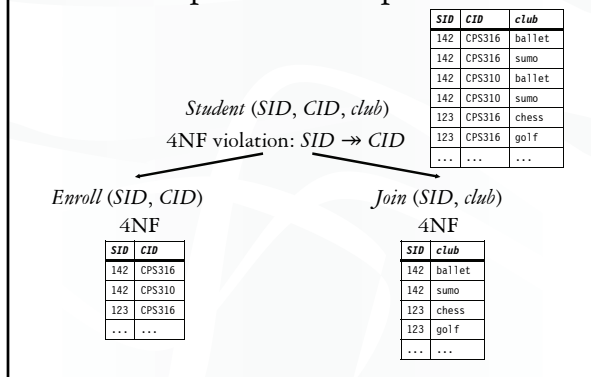 SID CID club
142 CPS316 ballet
142 CPS316 sumo
142 CPS310 ballet
142 CPS310 sumo
123 CPS316 chess
123 CPS316 golf
... ... ...
Student (SID, CID, club)
4NF violation: SID ↠ CID
Enroll (SID, CID)
4NF
SID CID
142 CPS316
142 CPS310
123 CPS316
... ...
Join (SID, club)
4NF
SID club
142 ballet
142 sumo
123 chess
123 golf
... ...